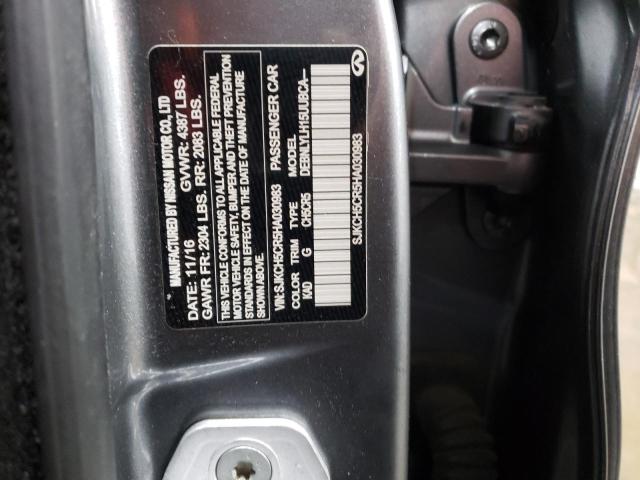 * MANUFACTURED BY NISSAN MOTOR CO., LTD
DATE: 11/16 GVWR: 4387 LBS.
GAWR FR: 2304 LBS. RR: 2083 LBS.
THIS VEHICLE CONFORMS TO ALL APPLICABLE FEDERAL
MOTOR VEHICLE SAFETY, BUMPER AND THEFT PREVENTION
STANDARDS IN EFFECT ON THE DATE OF MANUFACTURE
SHOWN ABOVE.
VIN:SJKCH5CR5HA030983 PASSENGER CAR
COLOR TRIM TYPE MODEL
KAD G CH5CR5 DEBNLYLH15UUBCA—
SJKCH5CR5HA030983